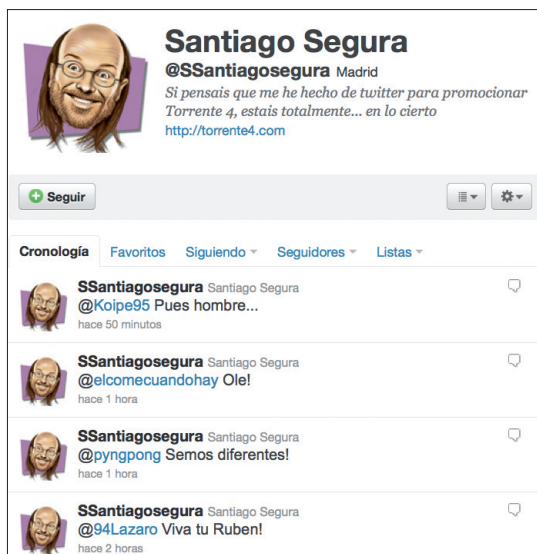 Santiago Segura
@SSantiagosegura Madrid
Si pensais que me he hecho de twitter para promocionar
Torrente 4, estais totalmente... en lo cierto
http://torrente4.com
Seguir
Cronología Favoritos Siguiendo Seguidores Listas
SSantiagosegura Santiago Segura
@Koipe95 Pues hombre...
hace 50 minutos
SSantiagosegura Santiago Segura
@elcomecuandohay Ole!
hace 1 hora
SSantiagosegura Santiago Segura
@pyngpong Semos diferentes!
hace 1 hora
SSantiagosegura Santiago Segura
@94Lazaro Viva tu Ruben!
hace 2 horas